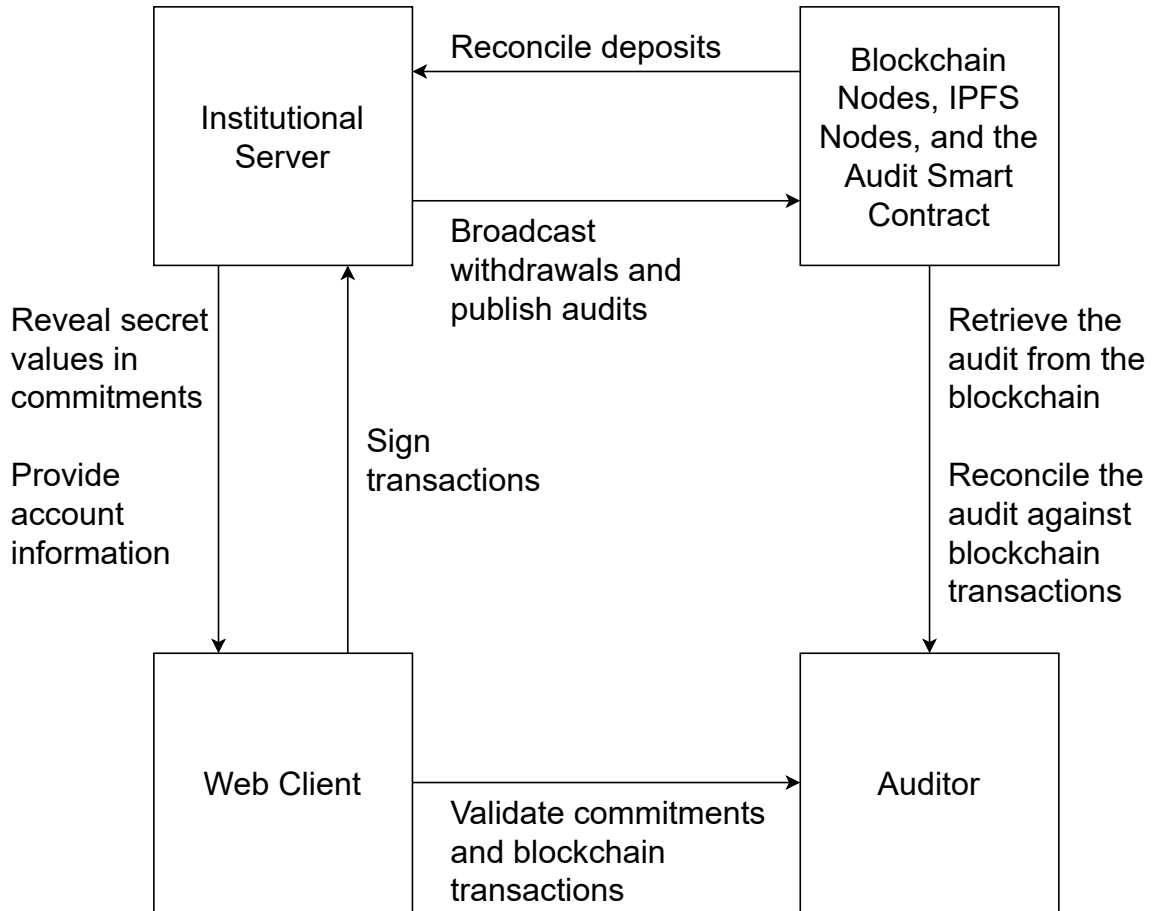 Reconcile deposits
Institutional
Server
Blockchain
Nodes, IPFS
Nodes, and the
Audit Smart
Contract
Broadcast
withdrawals and
publish audits
Reveal secret
values in
commitments
Provide
account
information
Sign
transactions
Retrieve the
audit from the
blockchain
Reconcile the
audit against
blockchain
transactions
Web Client
Validate commitments
and blockchain
transactions
Auditor